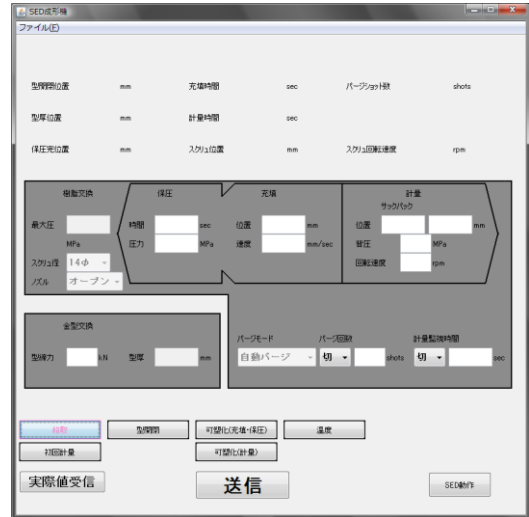 SED成形機
ファイル(F)
型開閉位置 mm 充填時間 sec パージショット数 shots
型厚位置 mm 計量時間 sec
保圧完位置 mm スクリュ位置 mm スクリュ回転速度 rpm
樹脂交換 保圧 充填 計量
サックバック
最大圧 時間 sec 位置 mm 位置 mm
MPa 圧力 MPa 速度 mm/sec 背圧 MPa
スクリュ径 14φ 回転速度 rpm
ノズル オープン
金型交換
パージモード パージ回数 計量監視時間
型締力 kN 型厚 mm 自動パージ 切 shots 切 sec
型開閉 可塑化(充填・保圧) 温度
初回計量 可塑化(計量)
実際値受信 送信 SED動作